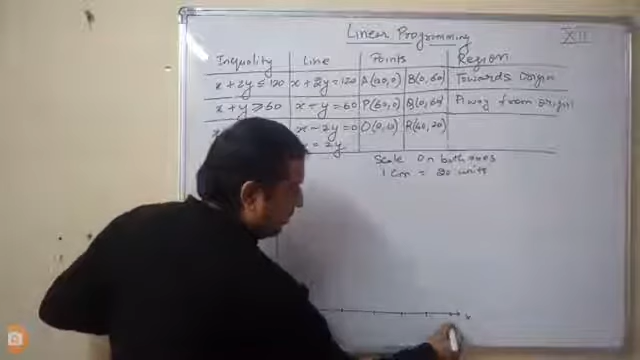 Linear Programming
XII
Inequality Line Points Region
x + 2y ≤ 120 x + 2y = 120 A(120,0) B(0,60) Towards Origin
x + y ≥ 60 x + y = 60 P(60,0) Q(0,60) Away from origin
x - 2y = 0 O(0,0) R(40,20)
= 2y
Scale On both axes
1 Cm = 20 units
x